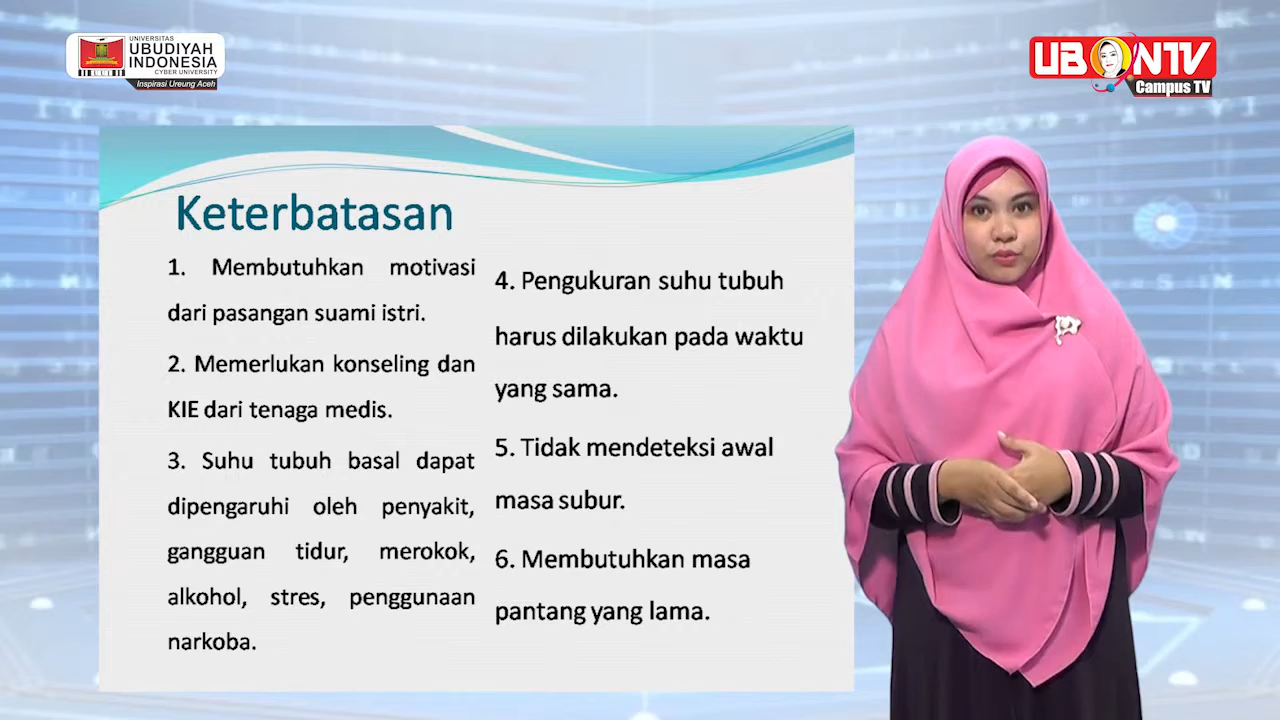 UNIVERSITAS
UBUDIYAH
INDONESIA
CYBER UNIVERSITY
Inspirasi Ureung Aceh
UBONTV
Campus TV
Keterbatasan
1. Membutuhkan motivasi
dari pasangan suami istri.
2. Memerlukan konseling dan
KIE dari tenaga medis.
3. Suhu tubuh basal dapat
dipengaruhi oleh penyakit,
gangguan tidur, merokok,
alkohol, stres, penggunaan
narkoba.
4. Pengukuran suhu tubuh
harus dilakukan pada waktu
yang sama.
5. Tidak mendeteksi awal
masa subur.
6. Membutuhkan masa
pantang yang lama.